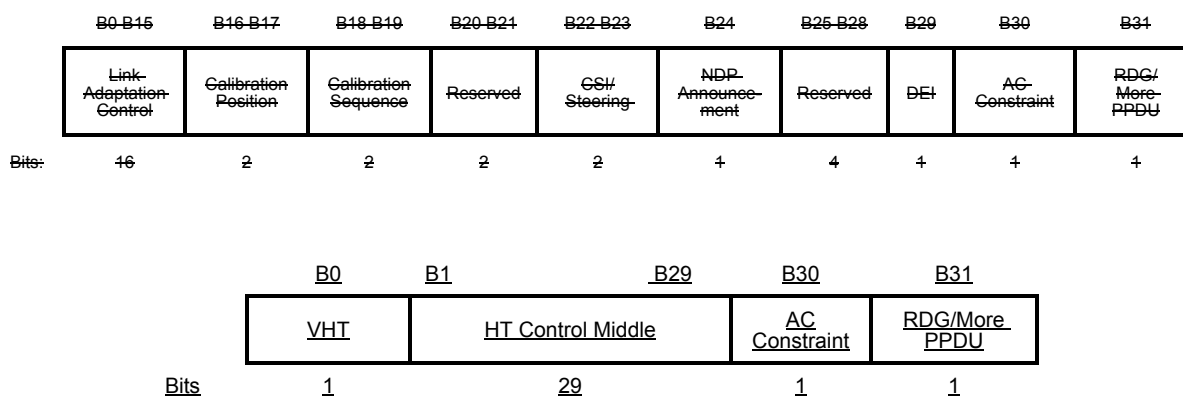 B0-B15 B16-B17 B18-B19 B20-B21 B22-B23 B24 B25-B28 B29 B30 B31
Link Adaptation Control Calibration Position Calibration Sequence Reserved CSI/ Steering NDP Announce-ment Reserved DEI AC Constraint RDG/ More PPDU
Bits: 16 2 2 2 2 1 4 1 1 1
B0 B1 B29 B30 B31
VHT HT Control Middle AC Constraint RDG/More PPDU
Bits 1 29 1 1